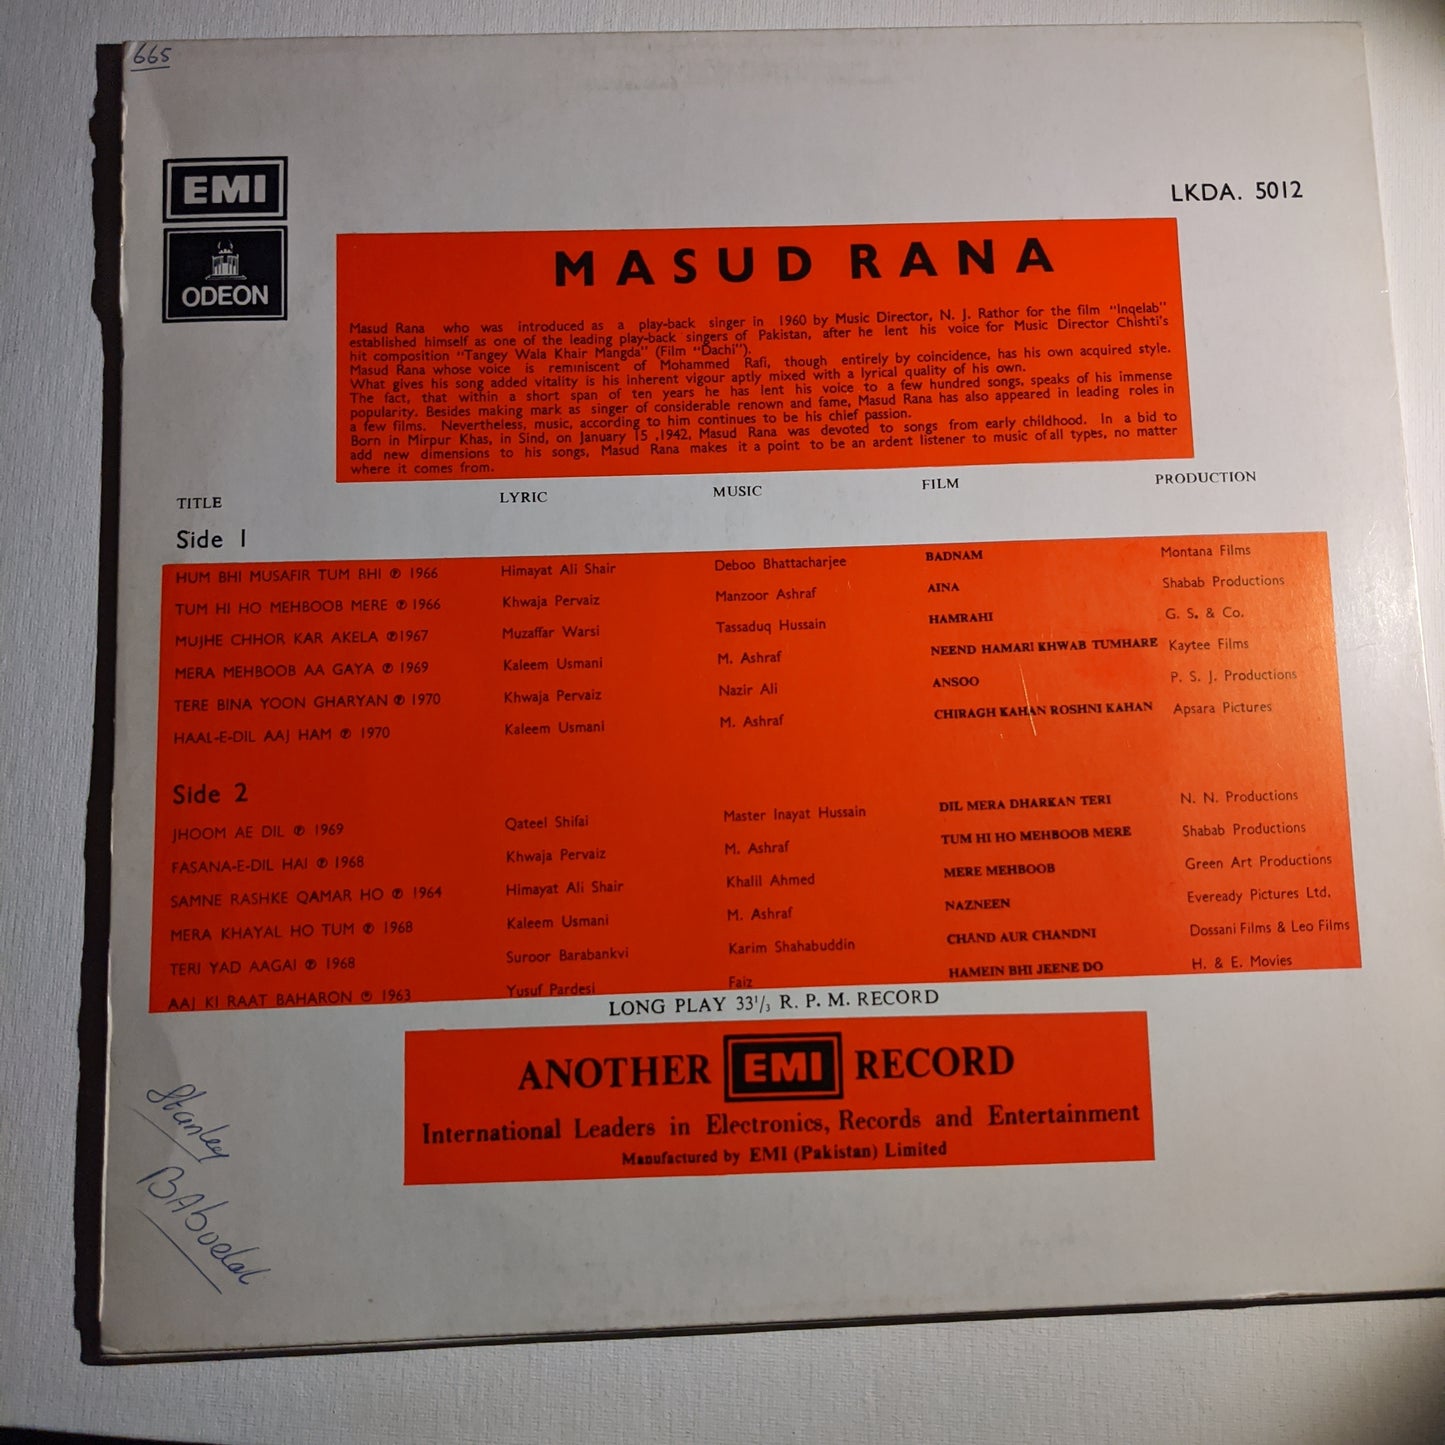 665
EMI
ODEON
LKDA. 5012
MASUD RANA
Masud Rana who was introduced as a play-back singer in 1960 by Music Director, N. J. Rathor for the film "Inqelab"
established himself as one of the leading play-back singers of Pakistan, after he lent his voice for Music Director Chishti's
hit composition "Tangey Wala Khair Mangda" (Film "Dachi").
Masud Rana whose voice is reminiscent of Mohammed Rafi, though entirely by coincidence, has his own acquired style.
What gives his song added vitality is his inherent vigour aptly mixed with a lyrical quality of his own.
The fact, that within a short span of ten years he has lent his voice to a few hundred songs, speaks of his immense
popularity. Besides making mark as singer of considerable renown and fame, Masud Rana has also appeared in leading roles in
a few films. Nevertheless, music, according to him continues to be his chief passion.
Born in Mirpur Khas, in Sind, on January 15 ,1942, Masud Rana was devoted to songs from early childhood. In a bid to
add new dimensions to his songs, Masud Rana makes it a point to be an ardent listener to music of all types, no matter
where it comes from.
TITLE LYRIC MUSIC FILM PRODUCTION
Side 1
HUM BHI MUSAFIR TUM BHI ℗ 1966 Himayat Ali Shair Deboo Bhattacharjee BADNAM Montana Films
TUM HI HO MEHBOOB MERE ℗ 1966 Khwaja Pervaiz Manzoor Ashraf AINA Shabab Productions
MUJHE CHHOR KAR AKELA ℗1967 Muzaffar Warsi Tassaduq Hussain HAMRAHI G. S. & Co.
MERA MEHBOOB AA GAYA ℗ 1969 Kaleem Usmani M. Ashraf NEEND HAMARI KHWAB TUMHARE Kaytee Films
TERE BINA YOON GHARYAN ℗ 1970 Khwaja Pervaiz Nazir Ali ANSOO P. S. J. Productions
HAAL-E-DIL AAJ HAM ℗ 1970 Kaleem Usmani M. Ashraf CHIRAGH KAHAN ROSHNI KAHAN Apsara Pictures
Side 2
JHOOM AE DIL ℗ 1969 Qateel Shifai Master Inayat Hussain DIL MERA DHARKAN TERI N. N. Productions
FASANA-E-DIL HAI ℗ 1968 Khwaja Pervaiz M. Ashraf TUM HI HO MEHBOOB MERE Shabab Productions
SAMNE RASHKE QAMAR HO ℗ 1964 Himayat Ali Shair Khalil Ahmed MERE MEHBOOB Green Art Productions
MERA KHAYAL HO TUM ℗ 1968 Kaleem Usmani M. Ashraf NAZNEEN Eveready Pictures Ltd.
TERI YAD AAGAI ℗ 1968 Suroor Barabankvi Karim Shahabuddin CHAND AUR CHANDNI Dossani Films & Leo Films
AAJ KI RAAT BAHARON ℗ 1963 Yusuf Pardesi Faiz HAMEIN BHI JEENE DO H. & E. Movies
LONG PLAY 33 1/3 R. P. M. RECORD
ANOTHER EMI RECORD
International Leaders in Electronics, Records and Entertainment
Manufactured by EMI (Pakistan) Limited
Stanley